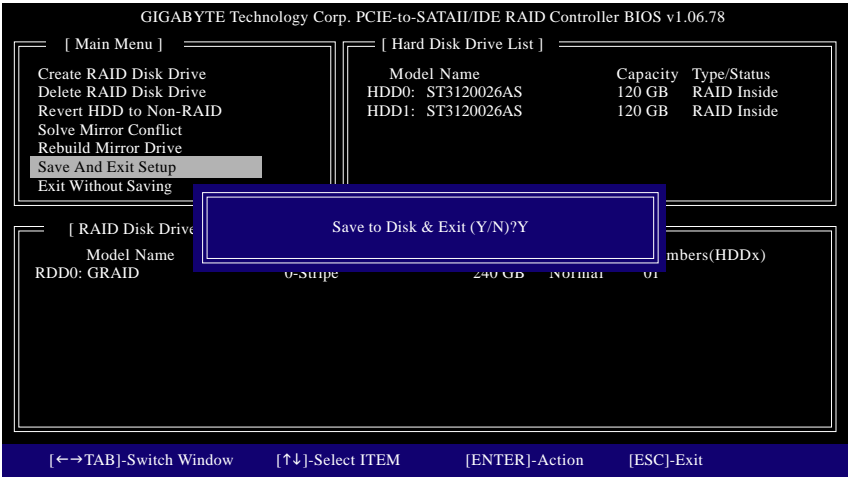 GIGABYTE Technology Corp. PCIE-to-SATAII/IDE RAID Controller BIOS v1.06.78
[ Main Menu ]
Create RAID Disk Drive
Delete RAID Disk Drive
Revert HDD to Non-RAID
Solve Mirror Conflict
Rebuild Mirror Drive
Save And Exit Setup
Exit Without Saving
[ Hard Disk Drive List ]
Model Name Capacity Type/Status
HDD0: ST3120026AS 120 GB RAID Inside
HDD1: ST3120026AS 120 GB RAID Inside
Save to Disk & Exit (Y/N)?Y
[ RAID Disk Drive
Model Name mbers(HDDx)
RDD0: GRAID 0-Stripe 240 GB Normal 01
[←→TAB]-Switch Window [↑↓]-Select ITEM [ENTER]-Action [ESC]-Exit